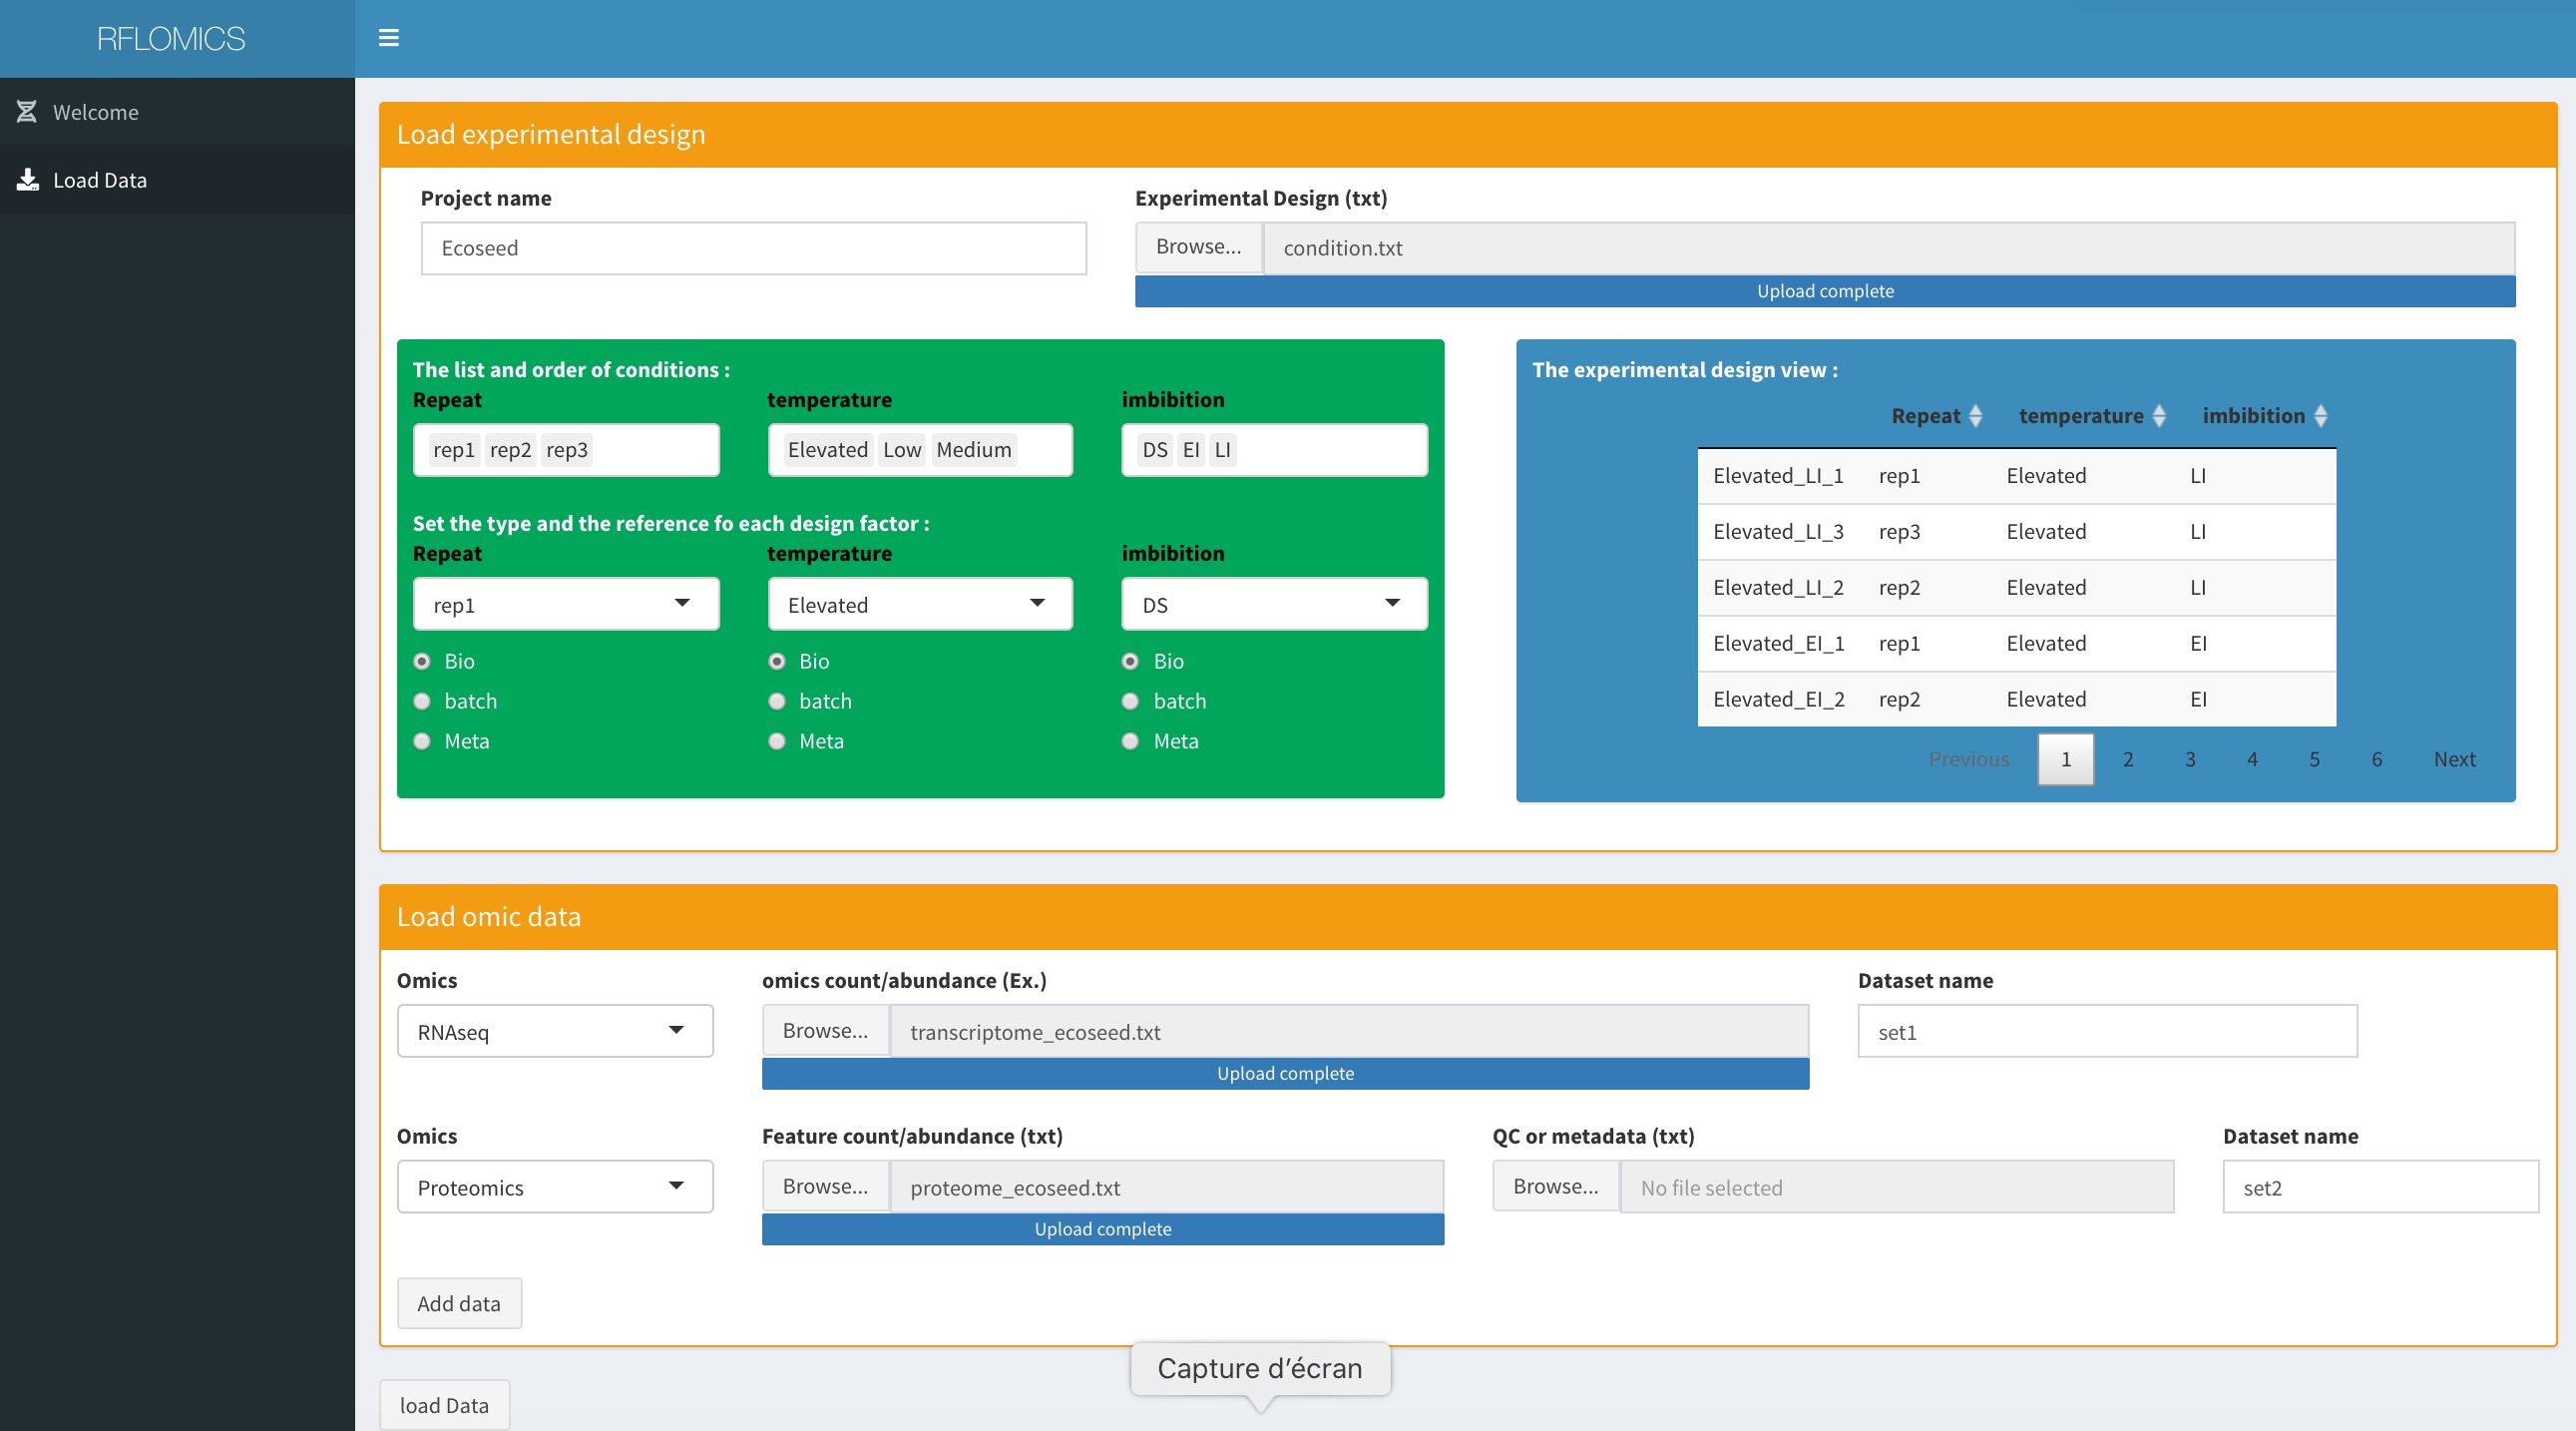 RFLOMICS
Welcome
Load Data
Load experimental design
Project name
Experimental Design (txt)
Ecoseed
Browse... condition.txt
Upload complete
The list and order of conditions :
Repeat temperature imbibition
rep1 rep2 rep3 Elevated Low Medium DS EI LI
Set the type and the reference fo each design factor :
Repeat temperature imbibition
rep1 Elevated DS
Bio Bio Bio
batch batch batch
Meta Meta Meta
The experimental design view :
Repeat temperature imbibition
Elevated_LI_1 rep1 Elevated LI
Elevated_LI_3 rep3 Elevated LI
Elevated_LI_2 rep2 Elevated LI
Elevated_EI_1 rep1 Elevated EI
Elevated_EI_2 rep2 Elevated EI
Previous 1 2 3 4 5 6 Next
Load omic data
Omics omics count/abundance (Ex.) Dataset name
RNAseq Browse... transcriptome_ecoseed.txt set1
Upload complete
Omics Feature count/abundance (txt) QC or metadata (txt) Dataset name
Proteomics Browse... proteome_ecoseed.txt Browse... No file selected set2
Upload complete
Add data
Capture d’écran
load Data